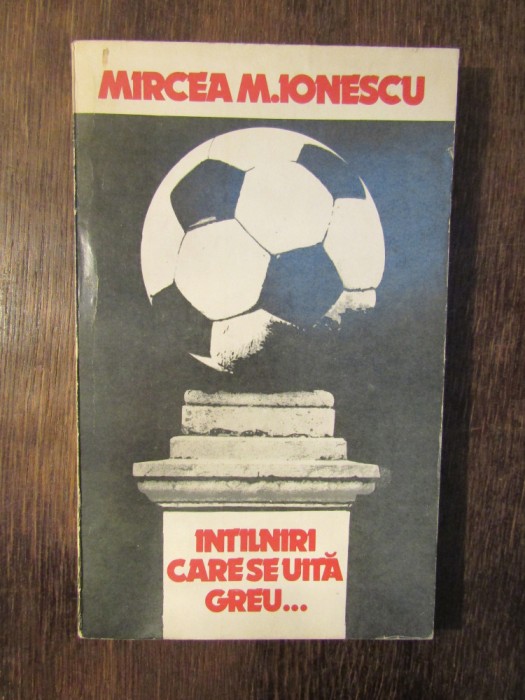 MIRCEA M.IONESCU
INTILNIRI
CARE SE UITĂ
GREU...